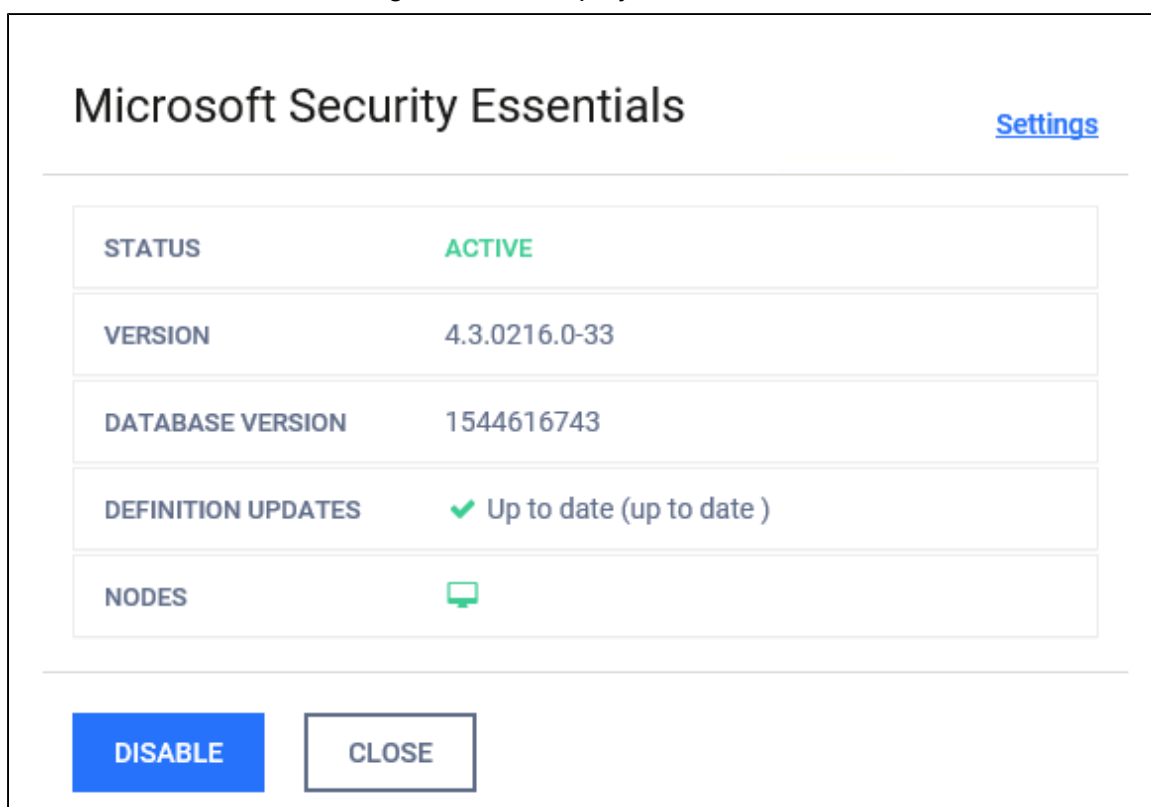 Microsoft Security Essentials
Settings
STATUS ACTIVE
VERSION 4.3.0216.0-33
DATABASE VERSION 1544616743
DEFINITION UPDATES Up to date (up to date )
NODES
DISABLE CLOSE